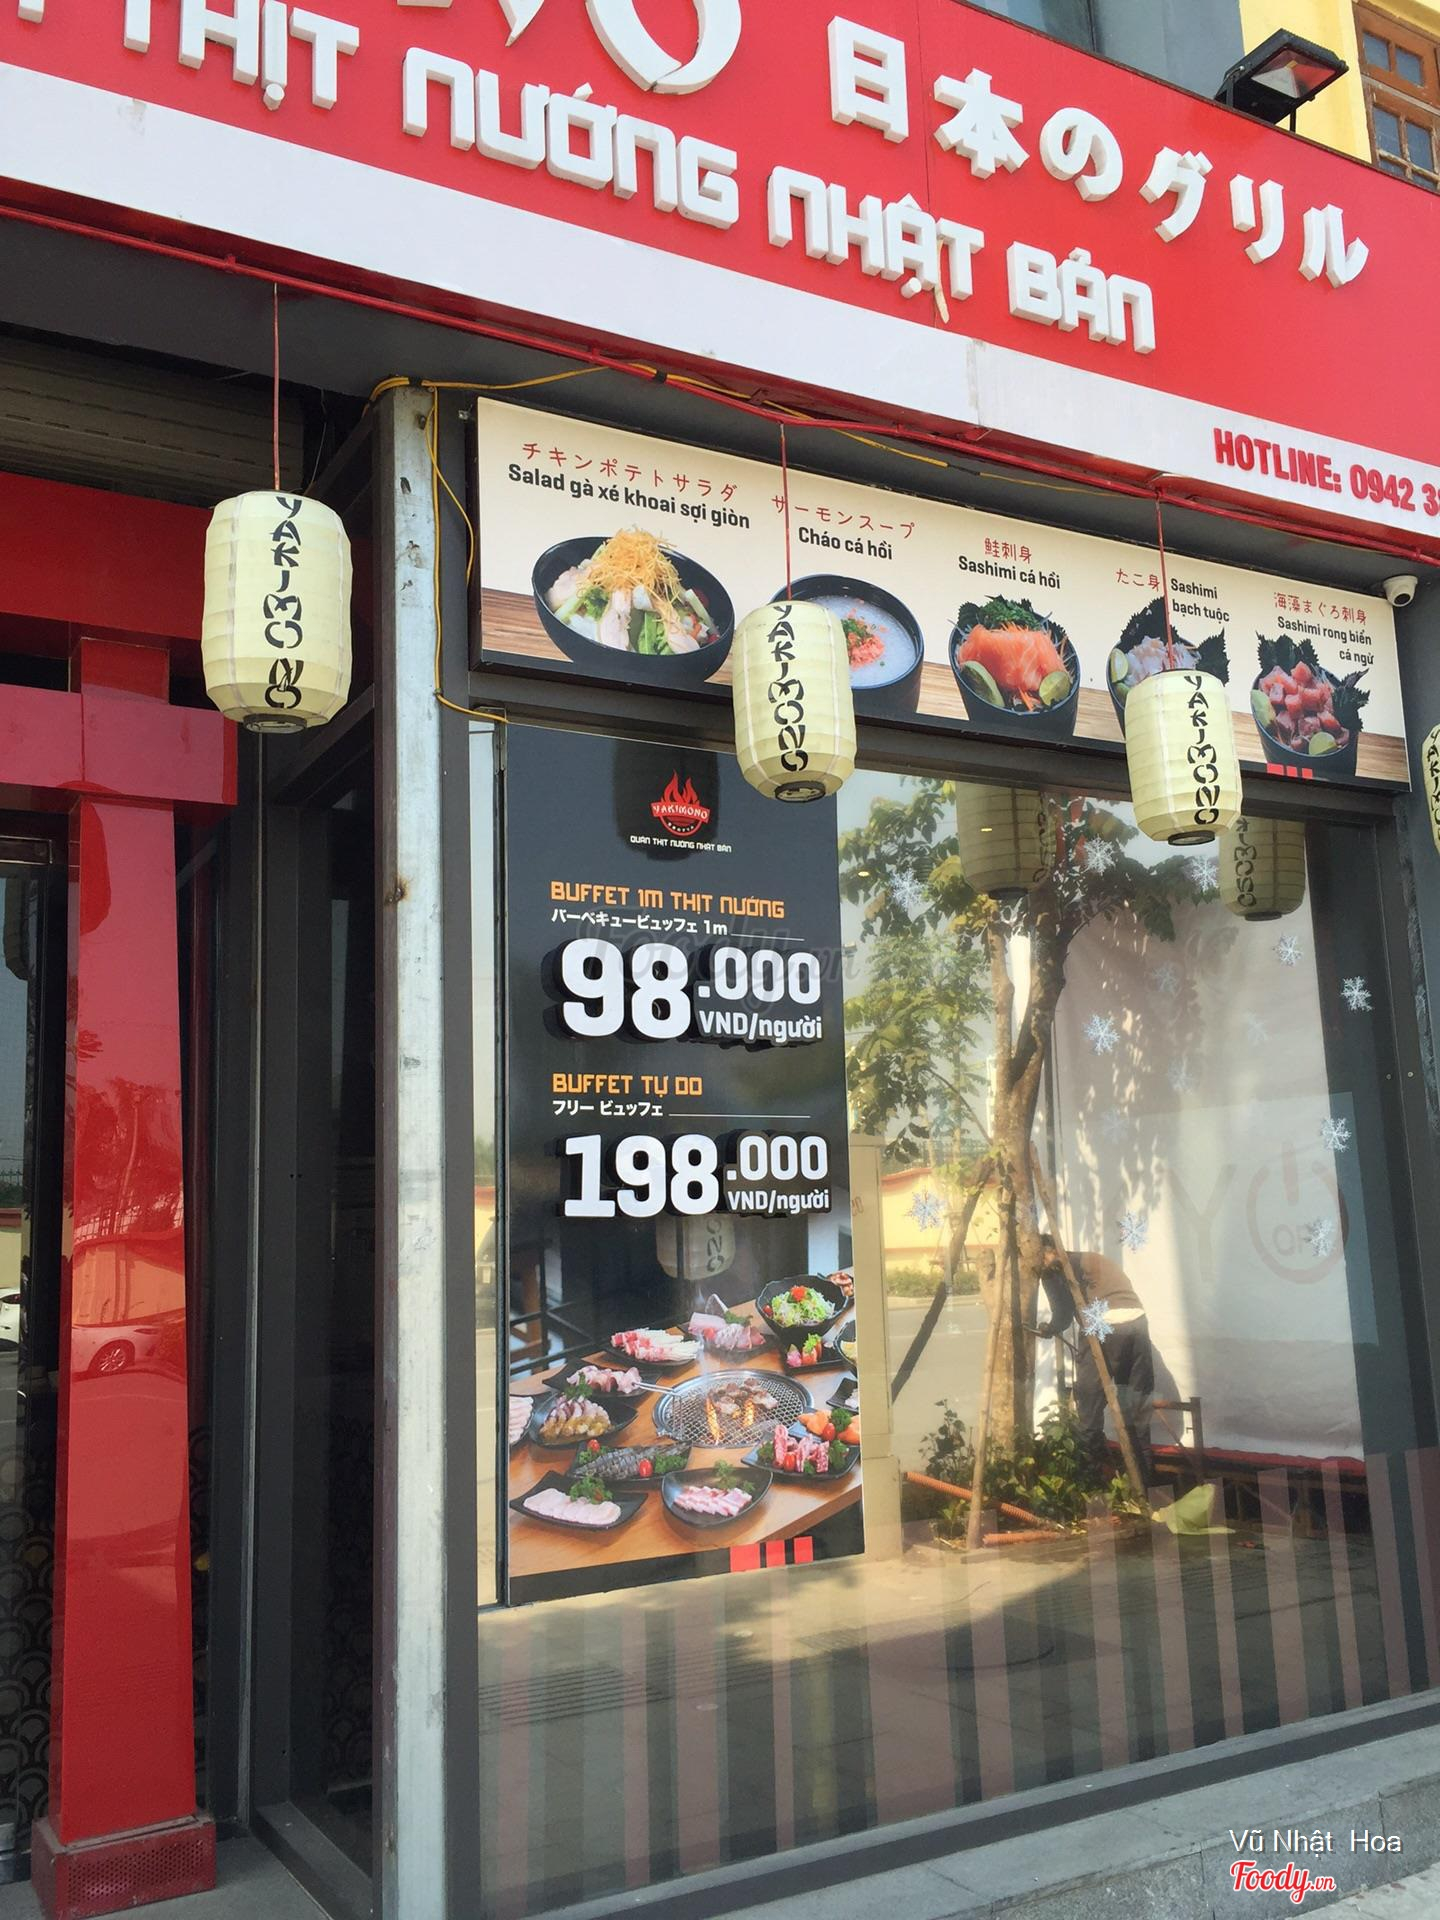 THỊT NƯỚNG NHẬT BẢN
日本のグリル
HOTLINE: 0942
チキンポテトサラダ
Salad gà xé khoai sợi giòn
サーモンスープ
Cháo cá hồi
鮭刺身
Sashimi cá hồi
たこ身
Sashimi
bạch tuộc
海藻まぐろ刺身
Sashimi rong biển
cá ngừ
YAKIMONO
YAKIMONO
YAKIMONO
YAKIMONO
QUÁN THỊT NƯỚNG NHẬT BẢN
BUFFET 1M THỊT NƯỚNG
バーベキュービュッフェ 1m
98.000
VND/người
BUFFET TỰ DO
フリー ビュッフェ
198.000
VND/người
Foody.vn
Vũ Nhật Hoa
Foody.vn